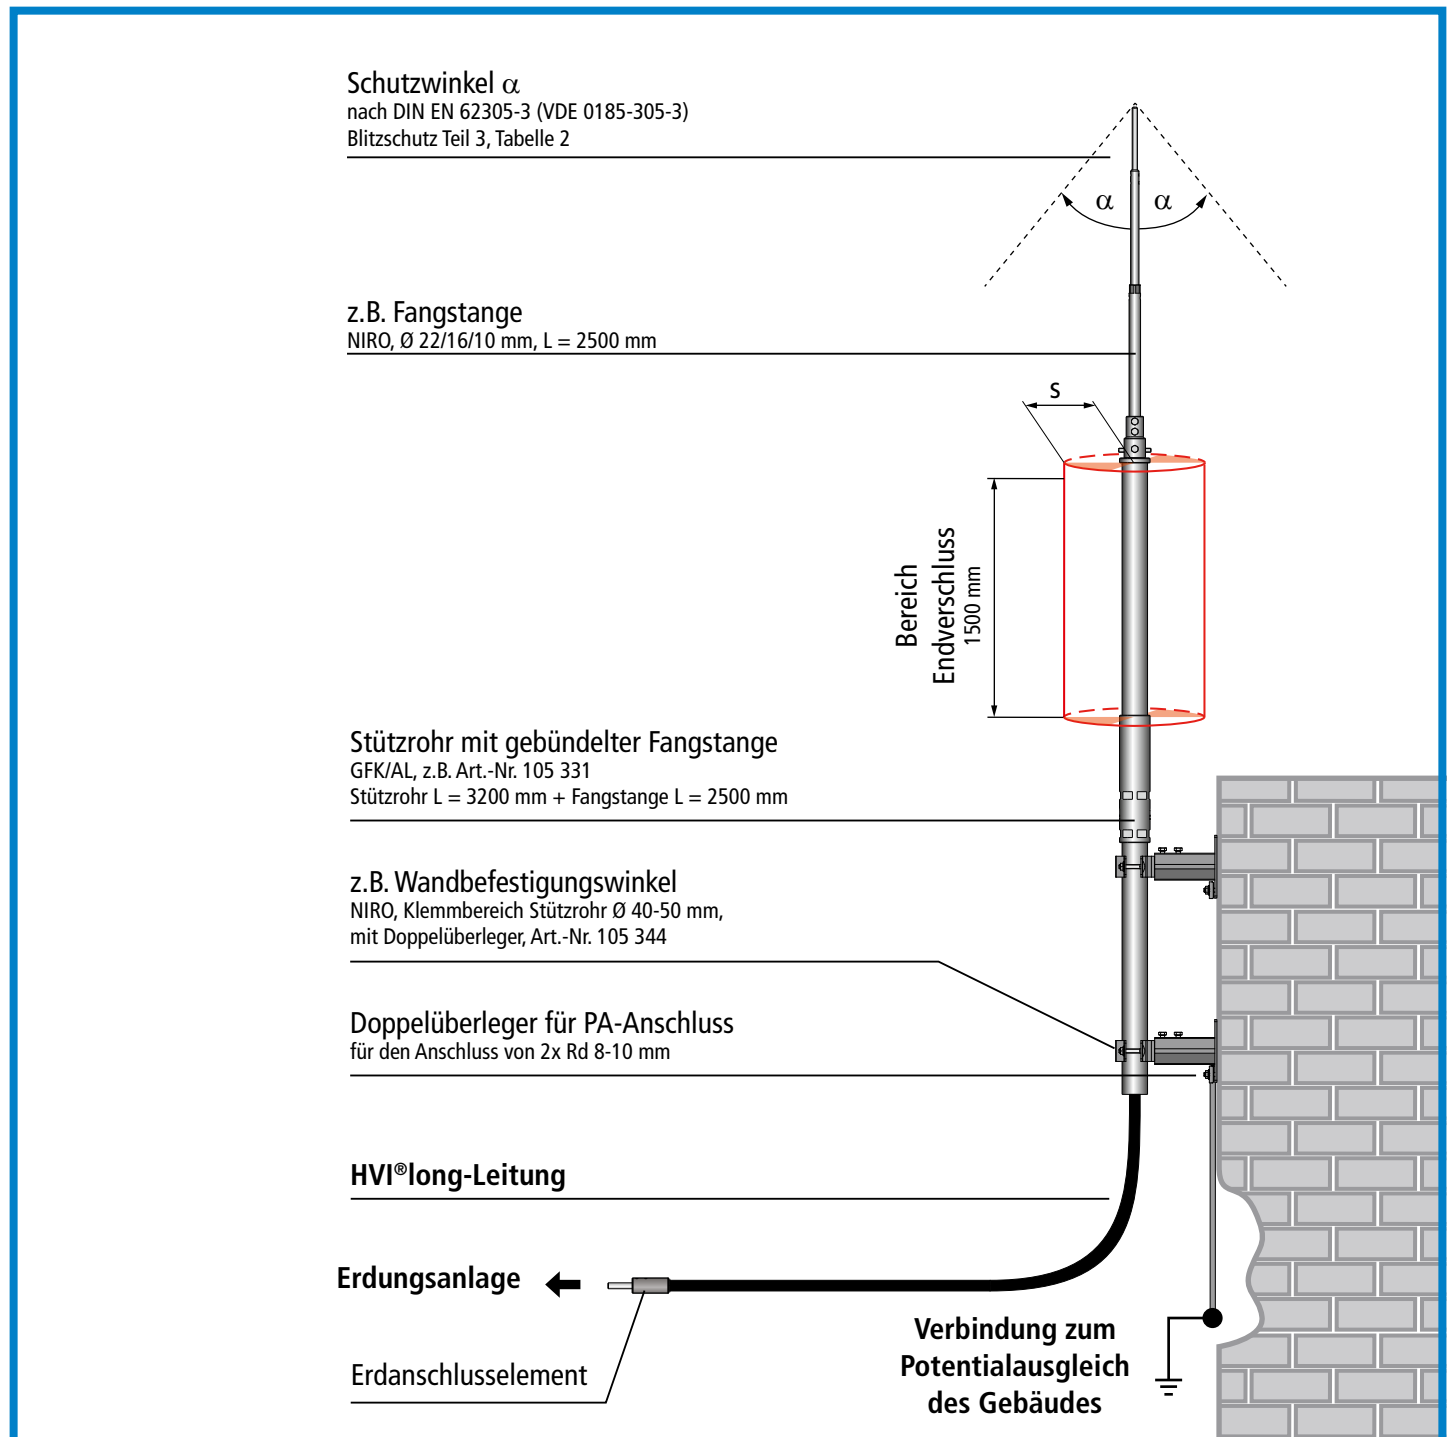 Schutzwinkel α
nach DIN EN 62305-3 (VDE 0185-305-3)
Blitzschutz Teil 3, Tabelle 2
α α
z.B. Fangstange
NIRO, Ø 22/16/10 mm, L = 2500 mm
s
Bereich
Endverschluss
1500 mm
Stützrohr mit gebündelter Fangstange
GFK/AL, z.B. Art.-Nr. 105 331
Stützrohr L = 3200 mm + Fangstange L = 2500 mm
z.B. Wandbefestigungswinkel
NIRO, Klemmbereich Stützrohr Ø 40-50 mm,
mit Doppelüberleger, Art.-Nr. 105 344
Doppelüberleger für PA-Anschluss
für den Anschluss von 2x Rd 8-10 mm
HVI®long-Leitung
Erdungsanlage
Erdanschlusselement
Verbindung zum
Potentialausgleich
des Gebäudes